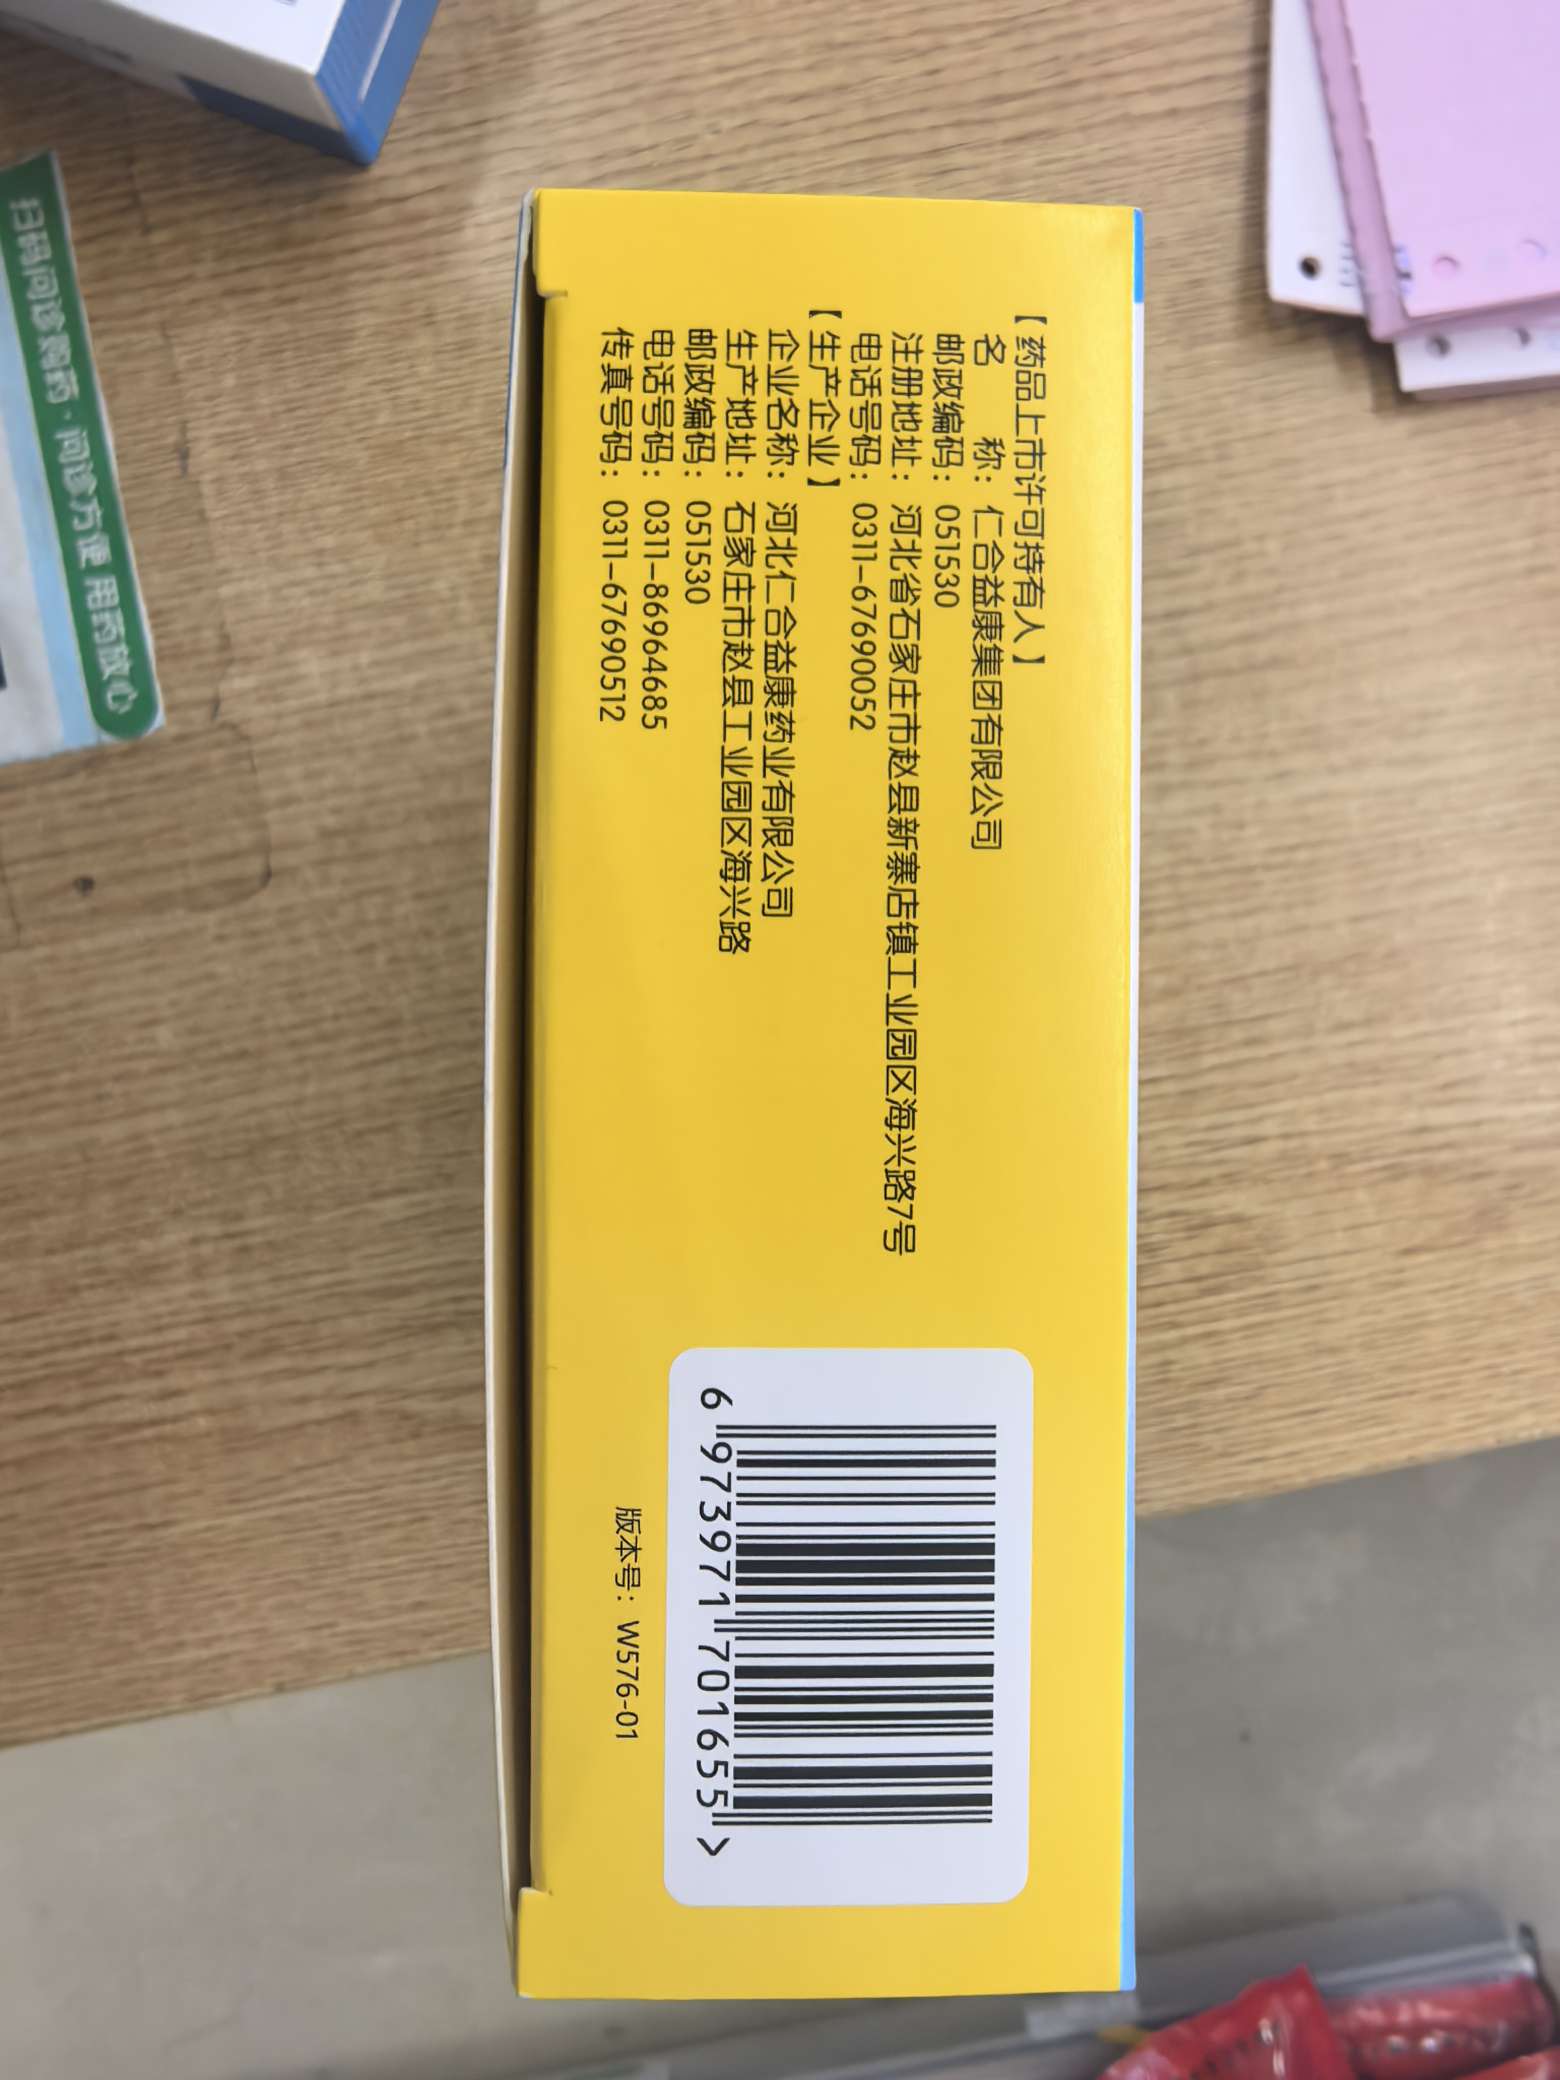 【药品上市许可持有人】
名　　称：仁合益康集团有限公司
邮政编码：051530
注册地址：河北省石家庄市赵县新寨店镇工业园区海兴路7号
电话号码：0311-67690052
【生产企业】
企业名称：河北仁合益康药业有限公司
生产地址：石家庄市赵县工业园区海兴路
邮政编码：051530
电话号码：0311-86964685
传真号码：0311-67690512
6 973971 701655 >
版本号：W576-01
扫码问诊购药·问诊方便 用药放心